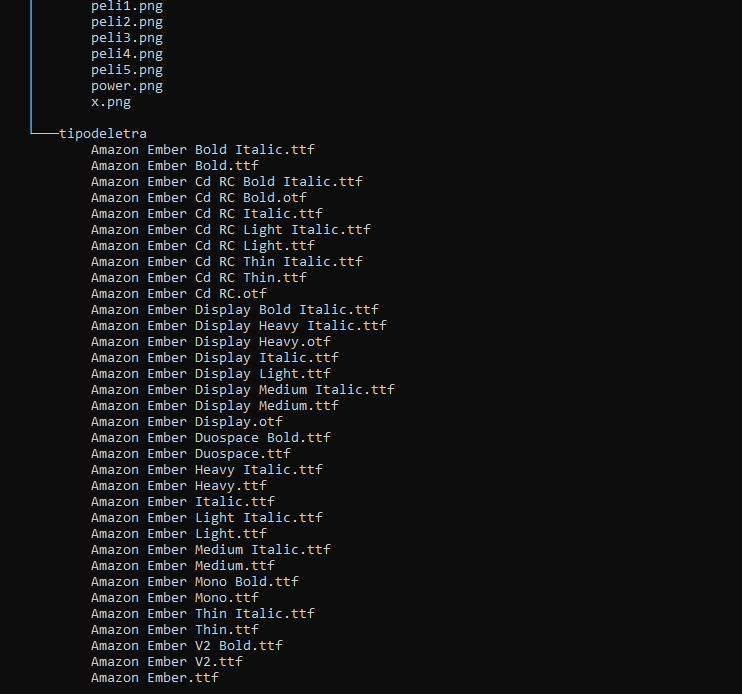 peli1.png
peli2.png
peli3.png
peli4.png
peli5.png
power.png
x.png
tipodeletra
Amazon Ember Bold Italic.ttf
Amazon Ember Bold.ttf
Amazon Ember Cd RC Bold Italic.ttf
Amazon Ember Cd RC Bold.otf
Amazon Ember Cd RC Italic.ttf
Amazon Ember Cd RC Light Italic.ttf
Amazon Ember Cd RC Light.ttf
Amazon Ember Cd RC Thin Italic.ttf
Amazon Ember Cd RC Thin.ttf
Amazon Ember Cd RC.otf
Amazon Ember Display Bold Italic.ttf
Amazon Ember Display Heavy Italic.ttf
Amazon Ember Display Heavy.otf
Amazon Ember Display Italic.ttf
Amazon Ember Display Light.ttf
Amazon Ember Display Medium Italic.ttf
Amazon Ember Display Medium.ttf
Amazon Ember Display.otf
Amazon Ember Duospace Bold.ttf
Amazon Ember Duospace.ttf
Amazon Ember Heavy Italic.ttf
Amazon Ember Heavy.ttf
Amazon Ember Italic.ttf
Amazon Ember Light Italic.ttf
Amazon Ember Light.ttf
Amazon Ember Medium Italic.ttf
Amazon Ember Medium.ttf
Amazon Ember Mono Bold.ttf
Amazon Ember Mono.ttf
Amazon Ember Thin Italic.ttf
Amazon Ember Thin.ttf
Amazon Ember V2 Bold.ttf
Amazon Ember V2.ttf
Amazon Ember.ttf